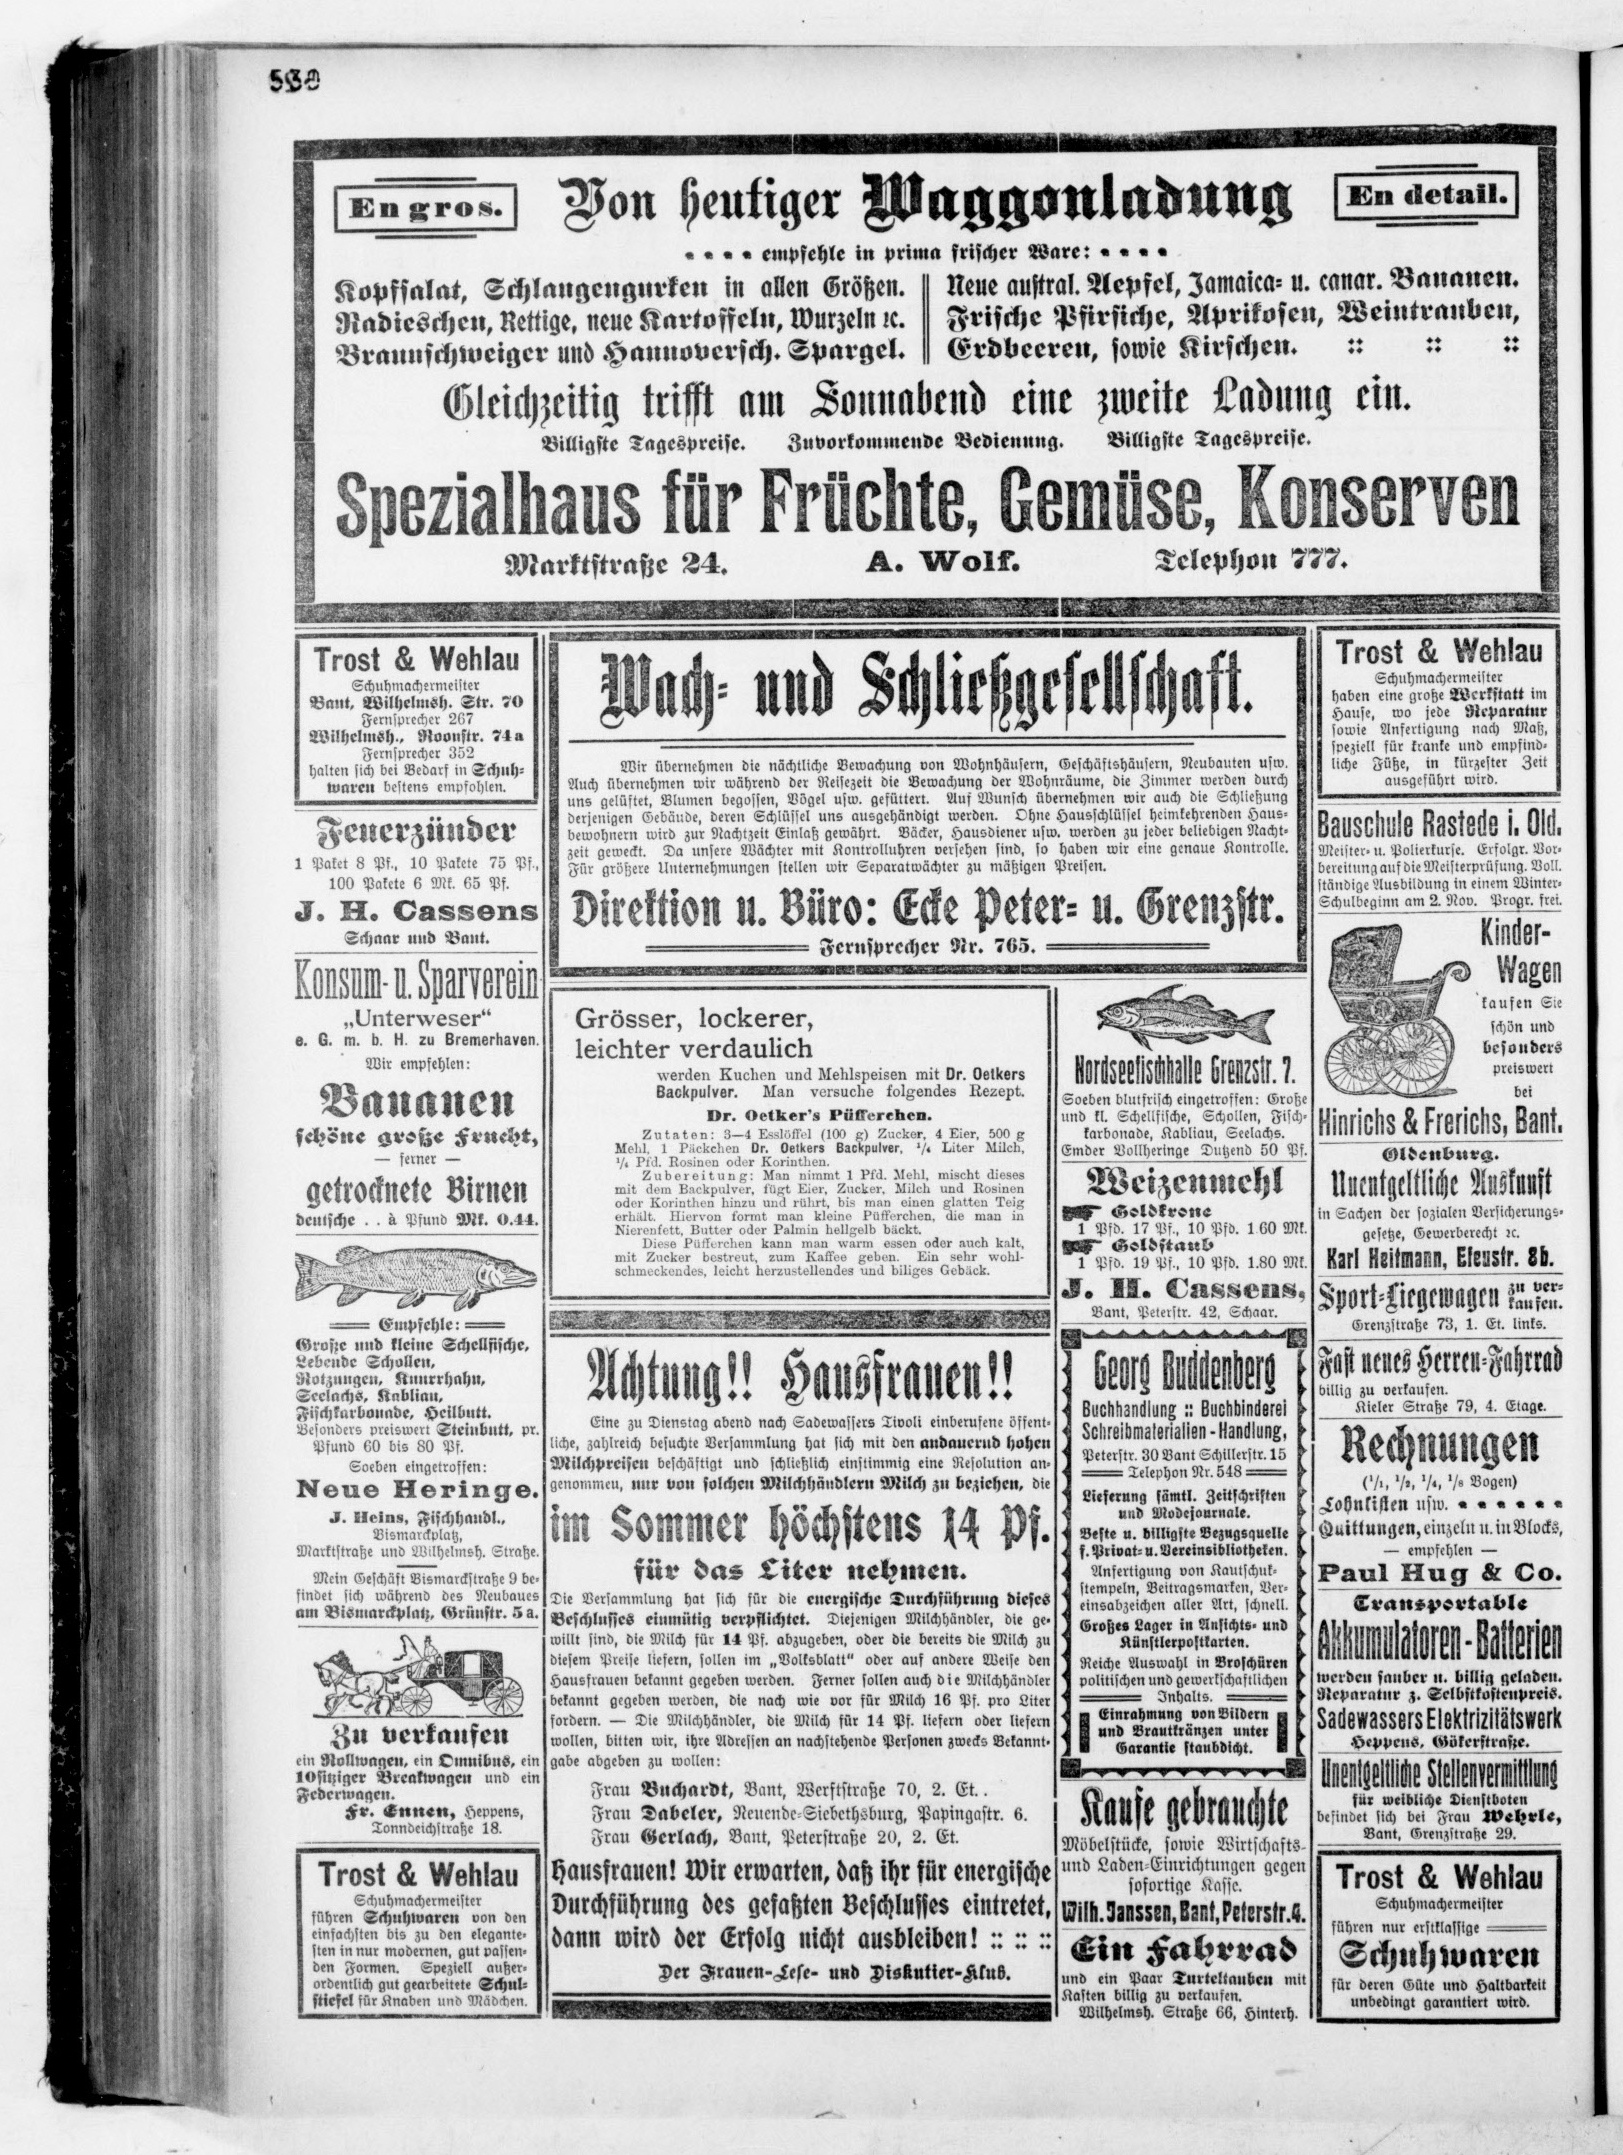 En gros.
Von heutiger Waggonladung
En detail.
empfehle in prima frischer Ware:
Kopfsalat, Schlangengurken in allen Größen.
Radieschen, Rettige, neue Kartoffeln, Wurzeln ꝛc.
Braunschweiger und Hannoversch. Spargel.
Neue austral. Aepfel, Jamaica- u. canar. Bananen.
Frische Pfirsiche, Aprikosen, Weintrauben,
Erdbeeren, sowie Kirschen. :: :: ::
Gleichzeitig trifft am Sonnabend eine zweite Ladung ein.
Billigste Tagespreise. Zuvorkommende Bedienung. Billigste Tagespreise.
Spezialhaus für Früchte, Gemüse, Konserven
Marktstraße 24. A. Wolf. Telephon 777.
Trost & Wehlau
Schuhmachermeister
Bant, Wilhelmsh. Str. 70
Fernsprecher 267
Wilhelmsh., Roonstr. 74a
Fernsprecher 352
halten sich bei Bedarf in Schuh-
waren bestens empfohlen.
Feuerzünder
1 Paket 8 Pf., 10 Pakete 75 Pf.,
100 Pakete 6 Mk. 65 Pf.
J. H. Cassens
Schaar und Bant.
Konsum- u. Sparverein
„Unterweser“
e. G. m. b. H. zu Bremerhaven.
Wir empfehlen:
Bananen
schöne große Frucht,
— ferner —
getrocknete Birnen
deutsche . . à Pfund Mk. 0.44.
Empfehle:
Große und kleine Schellfische,
Lebende Schollen,
Rotzungen, Knurrhahn,
Seelachs, Kabliau,
Fischkarbonade, Heilbutt.
Besonders preiswert Steinbutt, pr.
Pfund 60 bis 80 Pf.
Soeben eingetroffen:
Neue Heringe.
J. Heins, Fischhandl.,
Bismarckplatz,
Marktstraße und Wilhelmsh. Straße.
Mein Geschäft Bismarckstraße 9 be-
findet sich während des Neubaues
am Bismarckplatz, Grünstr. 5a.
Zu verkaufen
ein Rollwagen, ein Omnibus, ein
10sitziger Breakwagen und ein
Federwagen.
Fr. Ennen, Heppens,
Tonndeichstraße 18.
Trost & Wehlau
Schuhmachermeister
führen Schuhwaren von den
einfachsten bis zu den elegante-
sten in nur modernen, gut passen-
den Formen. Speziell außer-
ordentlich gut gearbeitete Schul-
stiefel für Knaben und Mädchen.
Wach- und Schließgesellschaft.
Wir übernehmen die nächtliche Bewachung von Wohnhäusern, Geschäftshäusern, Neubauten usw.
Auch übernehmen wir während der Reisezeit die Bewachung der Wohnräume, die Zimmer werden durch
uns gelüftet, Blumen begossen, Vögel usw. gefüttert. Auf Wunsch übernehmen wir auch die Schließung
derjenigen Gebäude, deren Schlüssel uns ausgehändigt werden. Ohne Hausschlüssel heimkehrenden Haus-
bewohnern wird zur Nachtzeit Einlaß gewährt. Bäcker, Hausdiener usw. werden zu jeder beliebigen Nacht-
zeit geweckt. Da unsere Wächter mit Kontrolluhren versehen sind, so haben wir eine genaue Kontrolle.
Für größere Unternehmungen stellen wir Separatwächter zu mäßigen Preisen.
Direktion u. Büro: Ecke Peter- u. Grenzstr.
Fernsprecher Nr. 765.
Grösser, lockerer,
leichter verdaulich
werden Kuchen und Mehlspeisen mit Dr. Oetkers
Backpulver. Man versuche folgendes Rezept.
Dr. Oetker's Püfferchen.
Zutaten: 3—4 Esslöffel (100 g) Zucker, 4 Eier, 500 g
Mehl, 1 Päckchen Dr. Oetkers Backpulver, ¼ Liter Milch,
¼ Pfd. Rosinen oder Korinthen.
Zubereitung: Man nimmt 1 Pfd. Mehl, mischt dieses
mit dem Backpulver, fügt Eier, Zucker, Milch und Rosinen
oder Korinthen hinzu und rührt, bis man einen glatten Teig
erhält. Hiervon formt man kleine Püfferchen, die man in
Nierenfett, Butter oder Palmin hellgelb bäckt.
Diese Püfferchen kann man warm essen oder auch kalt,
mit Zucker bestreut, zum Kaffee geben. Ein sehr wohl-
schmeckendes, leicht herzustellendes und biliges Gebäck.
Achtung!! Hausfrauen!!
Eine zu Dienstag abend nach Sadewassers Tivoli einberufene öffent-
liche, zahlreich besuchte Versammlung hat sich mit den andauernd hohen
Milchpreisen beschäftigt und schließlich einstimmig eine Resolution an-
genommen, nur von solchen Milchhändlern Milch zu beziehen, die
im Sommer höchstens 14 Pf.
für das Liter nehmen.
Die Versammlung hat sich für die energische Durchführung dieses
Beschlusses einmütig verpflichtet. Diejenigen Milchhändler, die ge-
willt sind, die Milch für 14 Pf. abzugeben, oder die bereits die Milch zu
diesem Preise liefern, sollen im „Volksblatt“ oder auf andere Weise den
Hausfrauen bekannt gegeben werden. Ferner sollen auch die Milchhändler
bekannt gegeben werden, die nach wie vor für Milch 16 Pf. pro Liter
fordern. — Die Milchhändler, die Milch für 14 Pf. liefern oder liefern
wollen, bitten wir, ihre Adressen an nachstehende Personen zwecks Bekannt-
gabe abgeben zu wollen:
Frau Buchardt, Bant, Werftstraße 70, 2. Et..
Frau Dabeler, Neuende-Siebethsburg, Papingastr. 6.
Frau Gerlach, Bant, Peterstraße 20, 2. Et.
Hausfrauen! Wir erwarten, daß ihr für energische
Durchführung des gefaßten Beschlusses eintretet,
dann wird der Erfolg nicht ausbleiben! :: :: ::
Der Frauen-Lese- und Diskutier-Klub.
Nordseefischhalle Grenzstr. 7.
Soeben blutfrisch eingetroffen: Große
und kl. Schellfische, Schollen, Fisch-
karbonade, Kabliau, Seelachs.
Emder Vollheringe Dutzend 50 Pf.
Weizenmehl
Goldkrone
1 Pfd. 17 Pf., 10 Pfd. 1.60 Mk.
Goldstaub
1 Pfd. 19 Pf., 10 Pfd. 1.80 Mk.
J. H. Cassens,
Bant, Peterstr. 42, Schaar.
Georg Buddenberg
Buchhandlung :: Buchbinderei
Schreibmaterialien-Handlung,
Peterstr. 30 Bant Schillerstr. 15
Telephon Nr. 548
Lieferung sämtl. Zeitschriften
und Modejournale.
Beste u. billigste Bezugsquelle
f. Privat- u. Vereinsbibliotheken.
Anfertigung von Kautschuk-
stempeln, Beitragsmarken, Ver-
einsabzeichen aller Art, schnell.
Großes Lager in Ansichts- und
Künstlerpostkarten.
Reiche Auswahl in Broschüren
politischen und gewerkschaftlichen
Inhalts.
Einrahmung von Bildern
und Brautkränzen unter
Garantie staubdicht.
Kaufe gebrauchte
Möbelstücke, sowie Wirtschafts-
und Laden-Einrichtungen gegen
sofortige Kasse.
Wilh. Janssen, Bant, Peterstr. 4.
Ein Fahrrad
und ein Paar Turteltauben mit
Kasten billig zu verkaufen.
Wilhelmsh. Straße 66, Hinterh.
Trost & Wehlau
Schuhmachermeister
haben eine große Werkstatt im
Hause, wo jede Reparatur
sowie Anfertigung nach Maß,
speziell für kranke und empfind-
liche Füße, in kürzester Zeit
ausgeführt wird.
Bauschule Rastede i. Old.
Meister- u. Polierkurse. Erfolgr. Vor-
bereitung auf die Meisterprüfung. Voll-
ständige Ausbildung in einem Winter.
Schulbeginn am 2. Nov. Progr. frei.
Kinder-
Wagen
kaufen Sie
schön und
besonders
preiswert
bei
Hinrichs & Frerichs, Bant.
Oldenburg.
Unentgeltliche Auskunft
in Sachen der sozialen Versicherungs-
gesetze, Gewerberecht ꝛc.
Karl Heitmann, Efeustr. 8b.
Sport-Liegewagen zu ver-
kaufen.
Grenzstraße 73, 1. Et. links.
Fast neues Herren-Fahrrad
billig zu verkaufen.
Kieler Straße 79, 4. Etage.
Rechnungen
(1/1, 1/2, 1/4, 1/8 Bogen)
Lohnlisten usw.
Quittungen, einzeln u. in Blocks,
— empfehlen —
Paul Hug & Co.
Transportable
Akkumulatoren-Batterien
werden sauber u. billig geladen.
Reparatur z. Selbstkostenpreis.
Sadewassers Elektrizitätswerk
Heppens, Gökerstraße.
Unentgeltliche Stellenvermittlung
für weibliche Dienstboten
befindet sich bei Frau Wehrle,
Bant, Grenzstraße 29.
Trost & Wehlau
Schuhmachermeister
führen nur erstklassige
Schuhwaren
für deren Güte und Haltbarkeit
unbedingt garantiert wird.